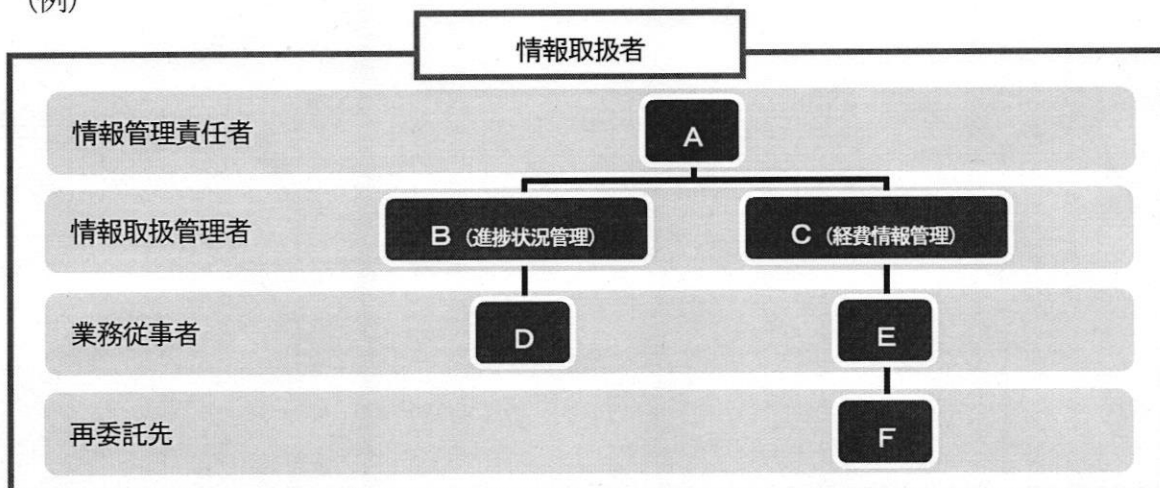 (例)
情報取扱者
情報管理責任者
A
情報取扱管理者
B (進捗状況管理)
C (経費情報管理)
業務従事者
D
E
再委託先
F